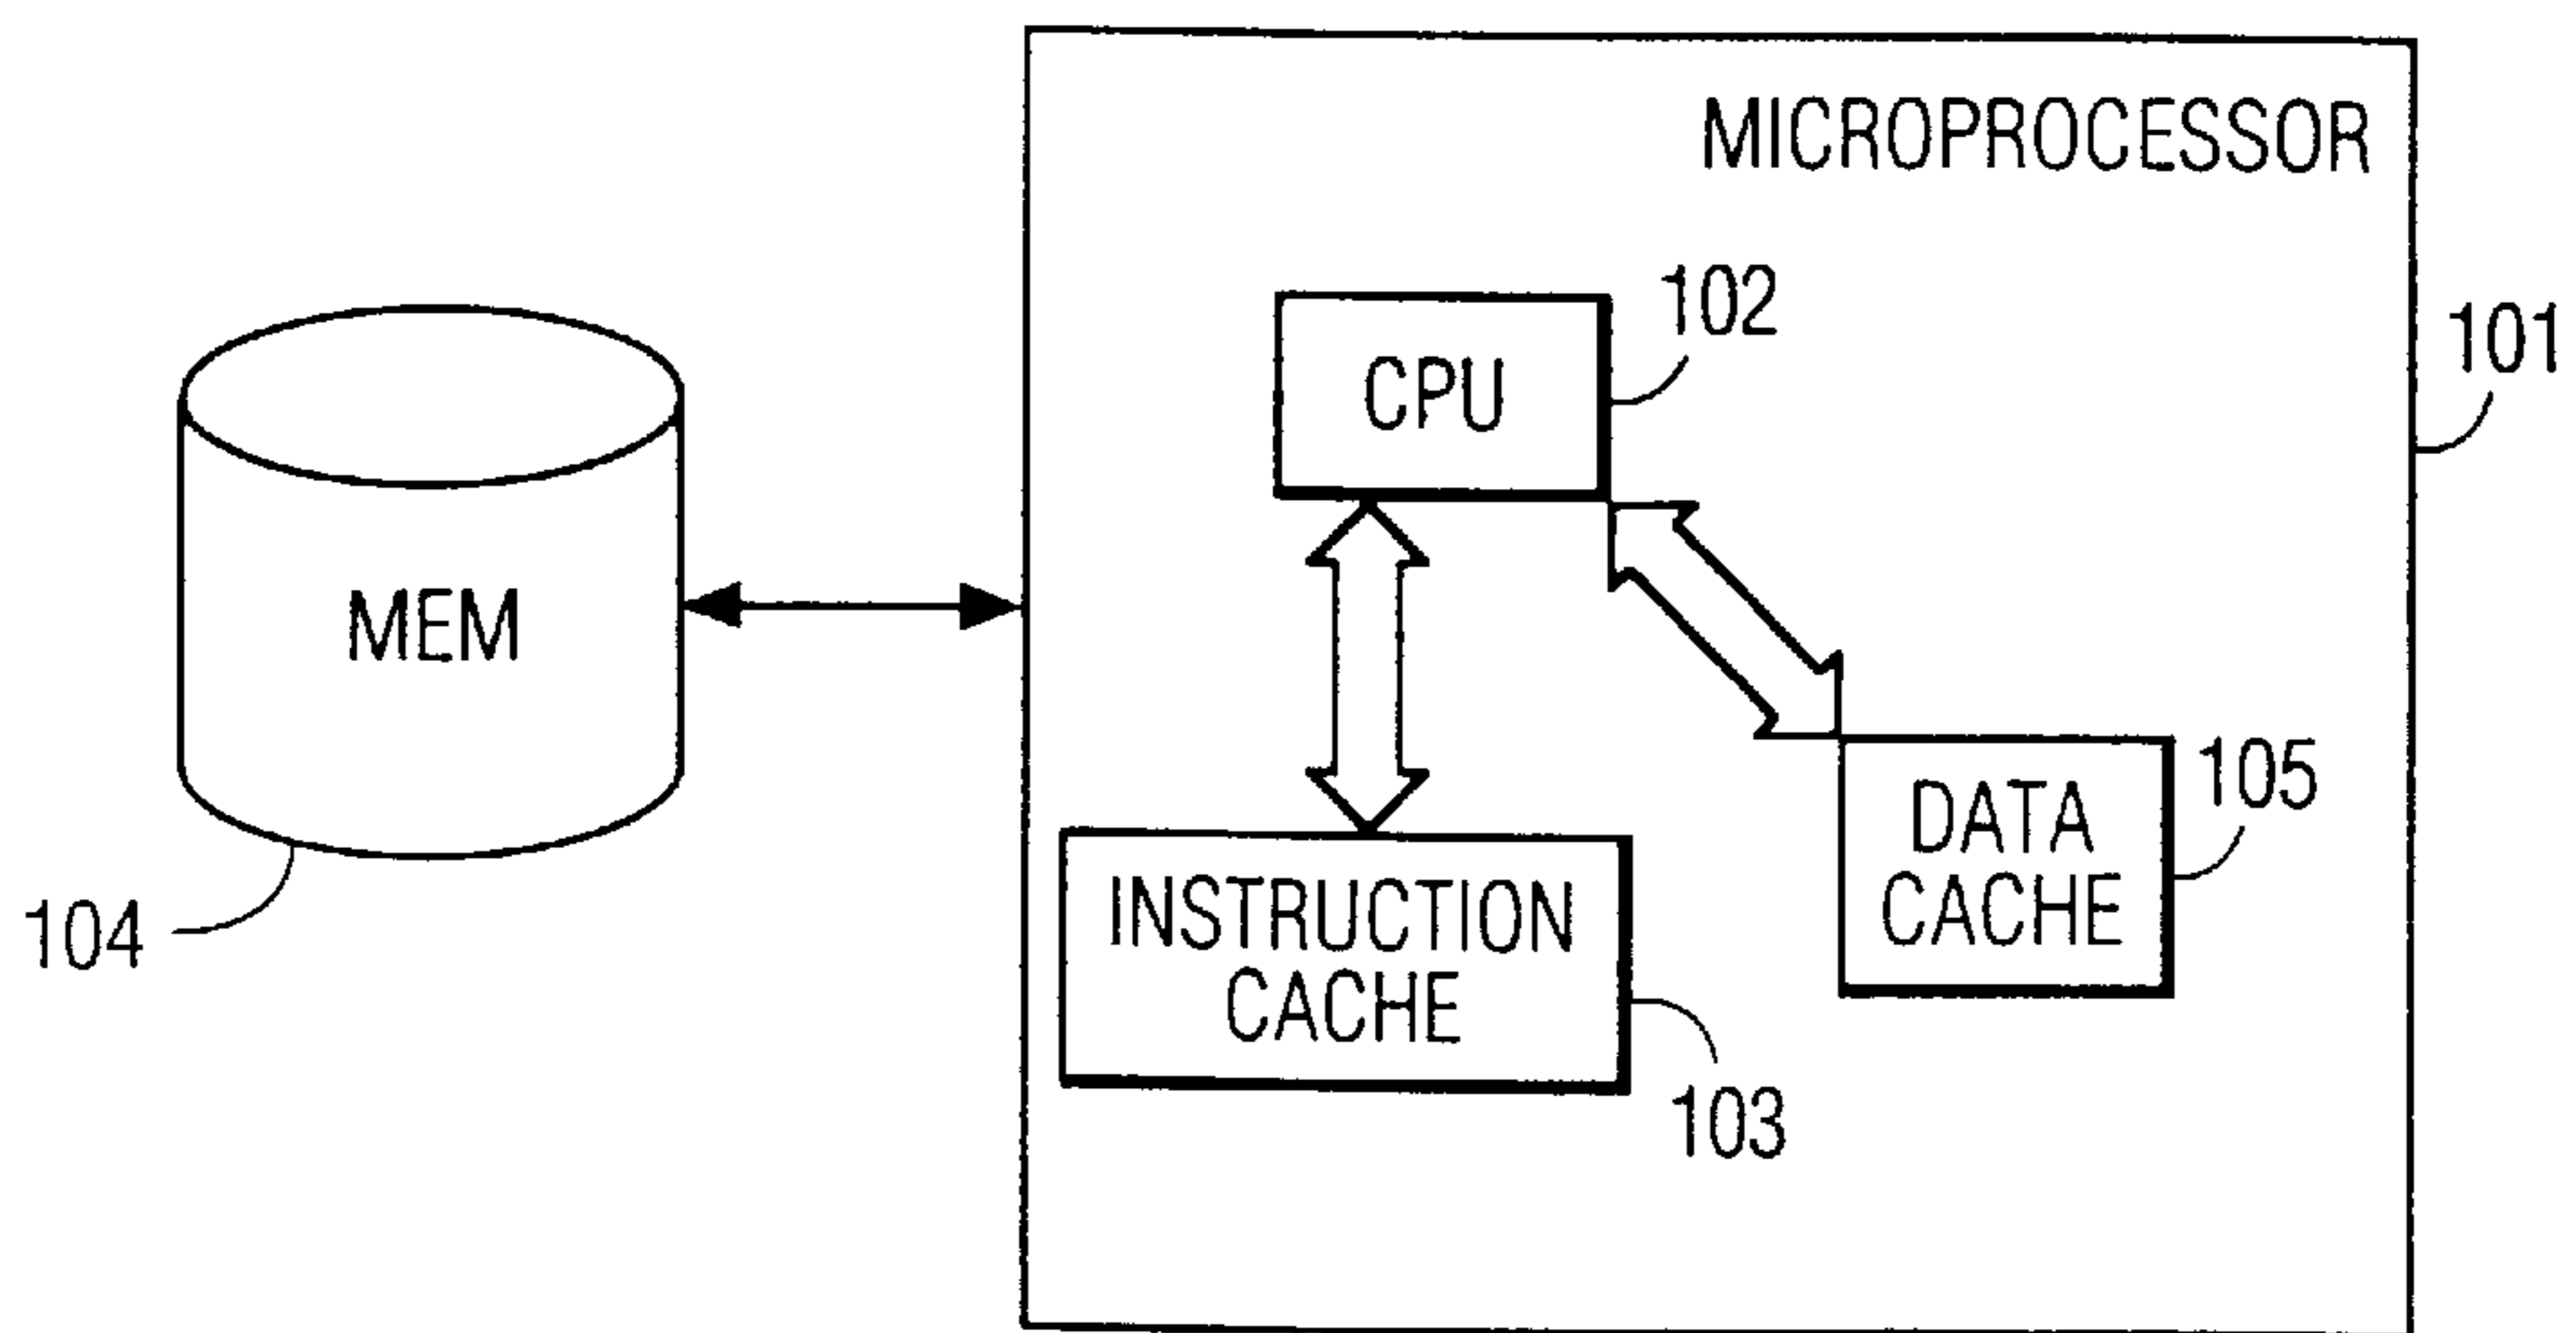 MICROPROCESSOR
102
CPU
101
MEM
105
DATA
CACHE
INSTRUCTION
CACHE
104
103